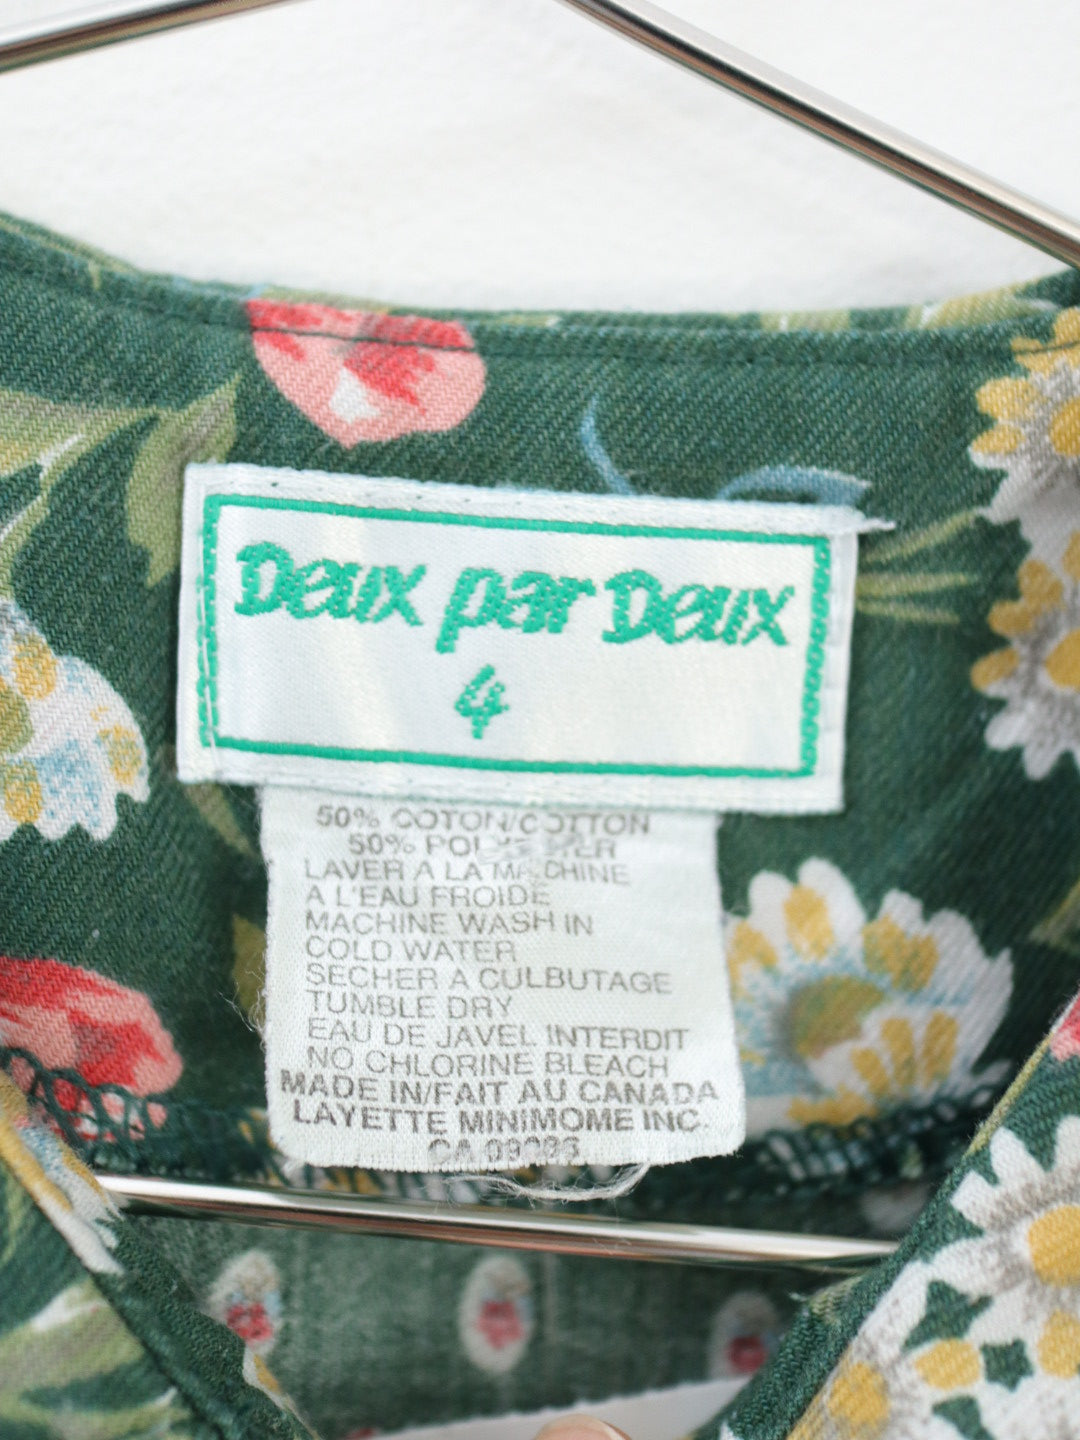 Deux par Deux
4
50% COTON/COTTON
50% POLYESTER
LAVER A LA MACHINE
A L'EAU FROIDE
MACHINE WASH IN
COLD WATER
SECHER A CULBUTAGE
TUMBLE DRY
EAU DE JAVEL INTERDIT
NO CHLORINE BLEACH
MADE IN/FAIT AU CANADA
LAYETTE MINIMOME INC.
CA